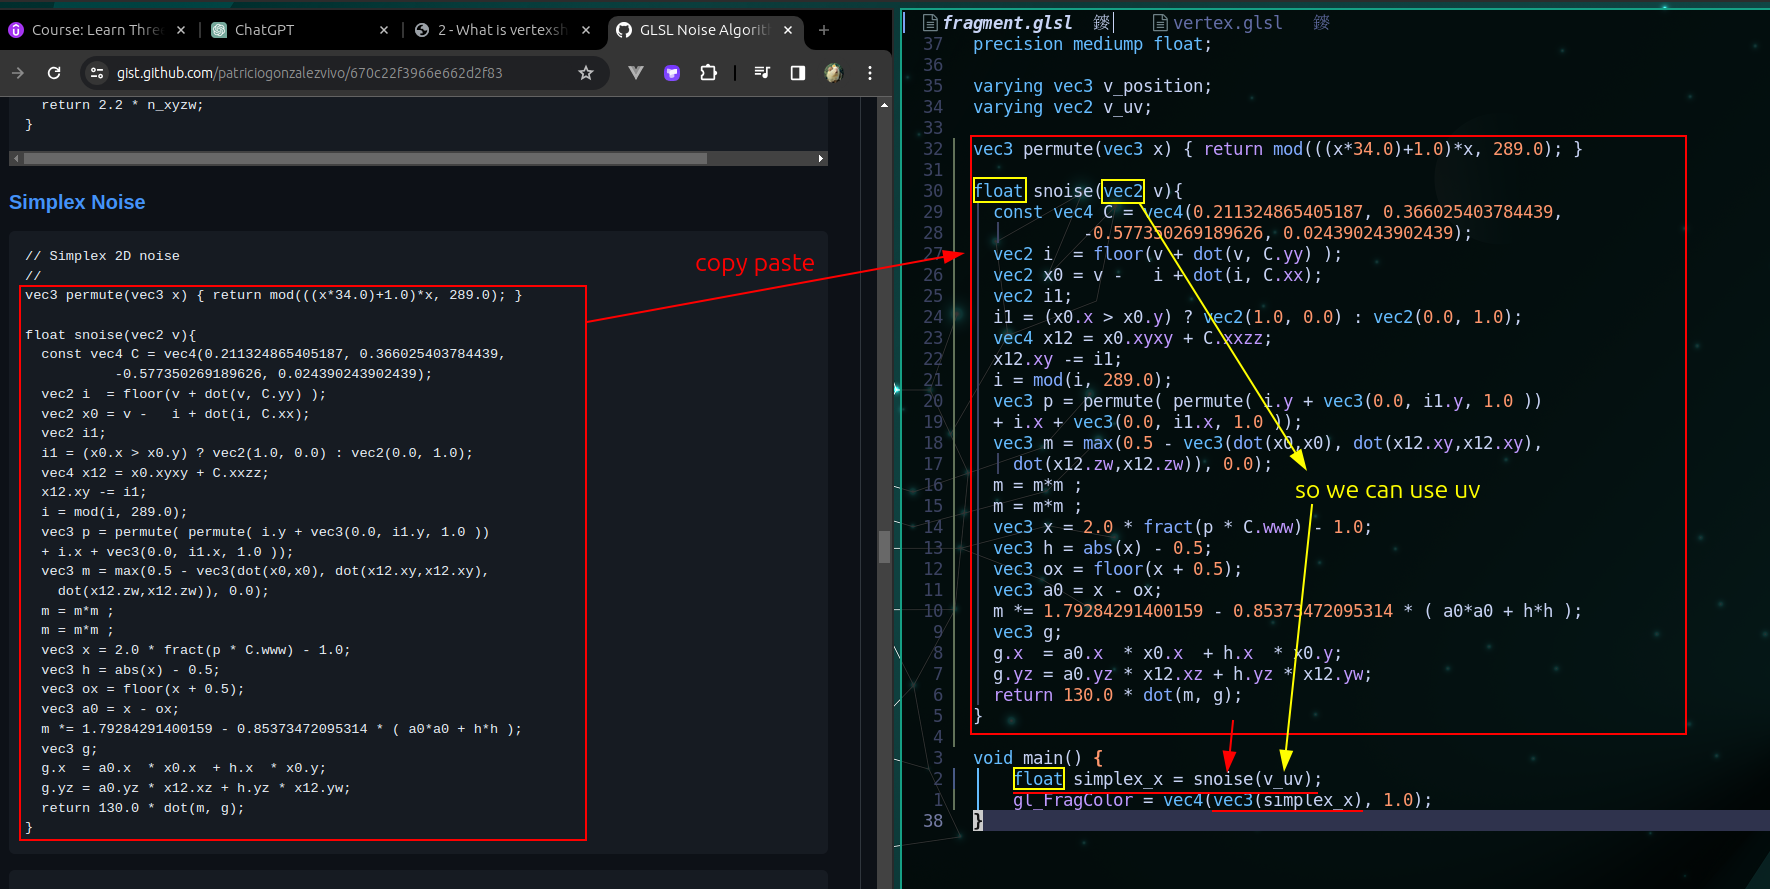 Course: Learn Thre
ChatGPT
2 - What is vertexsh
GLSL Noise Algorith
gist.github.com/patriciogonzalezvivo/670c22f3966e662d2f83
return 2.2 * n_xyzw;
}
Simplex Noise
// Simplex 2D noise
//
vec3 permute(vec3 x) { return mod(((x*34.0)+1.0)*x, 289.0); }
float snoise(vec2 v){
const vec4 C = vec4(0.211324865405187, 0.366025403784439,
-0.577350269189626, 0.024390243902439);
vec2 i  = floor(v + dot(v, C.yy) );
vec2 x0 = v -   i + dot(i, C.xx);
vec2 i1;
i1 = (x0.x > x0.y) ? vec2(1.0, 0.0) : vec2(0.0, 1.0);
vec4 x12 = x0.xyxy + C.xxzz;
x12.xy -= i1;
i = mod(i, 289.0);
vec3 p = permute( permute( i.y + vec3(0.0, i1.y, 1.0 ))
+ i.x + vec3(0.0, i1.x, 1.0 ));
vec3 m = max(0.5 - vec3(dot(x0,x0), dot(x12.xy,x12.xy),
dot(x12.zw,x12.zw)), 0.0);
m = m*m ;
m = m*m ;
vec3 x = 2.0 * fract(p * C.www) - 1.0;
vec3 h = abs(x) - 0.5;
vec3 ox = floor(x + 0.5);
vec3 a0 = x - ox;
m *= 1.79284291400159 - 0.85373472095314 * ( a0*a0 + h*h );
vec3 g;
g.x  = a0.x  * x0.x  + h.x  * x0.y;
g.yz = a0.yz * x12.xz + h.yz * x12.yw;
return 130.0 * dot(m, g);
}
copy paste
fragment.glsl
vertex.glsl
37 precision mediump float;
36
35 varying vec3 v_position;
34 varying vec2 v_uv;
33
32 vec3 permute(vec3 x) { return mod(((x*34.0)+1.0)*x, 289.0); }
31
30 float snoise(vec2 v){
29 const vec4 C = vec4(0.211324865405187, 0.366025403784439,
28 -0.577350269189626, 0.024390243902439);
27 vec2 i  = floor(v + dot(v, C.yy) );
26 vec2 x0 = v -   i + dot(i, C.xx);
25 vec2 i1;
24 i1 = (x0.x > x0.y) ? vec2(1.0, 0.0) : vec2(0.0, 1.0);
23 vec4 x12 = x0.xyxy + C.xxzz;
22 x12.xy -= i1;
21 i = mod(i, 289.0);
20 vec3 p = permute( permute( i.y + vec3(0.0, i1.y, 1.0 ))
19 + i.x + vec3(0.0, i1.x, 1.0 ));
18 vec3 m = max(0.5 - vec3(dot(x0,x0), dot(x12.xy,x12.xy),
17 dot(x12.zw,x12.zw)), 0.0);
16 m = m*m ;
so we can use uv
15 m = m*m ;
14 vec3 x = 2.0 * fract(p * C.www) - 1.0;
13 vec3 h = abs(x) - 0.5;
12 vec3 ox = floor(x + 0.5);
11 vec3 a0 = x - ox;
10 m *= 1.79284291400159 - 0.85373472095314 * ( a0*a0 + h*h );
9 vec3 g;
8 g.x  = a0.x  * x0.x  + h.x  * x0.y;
7 g.yz = a0.yz * x12.xz + h.yz * x12.yw;
6 return 130.0 * dot(m, g);
5 }
4
3 void main() {
2 float simplex_x = snoise(v_uv);
1 gl_FragColor = vec4(vec3(simplex_x), 1.0);
38 }